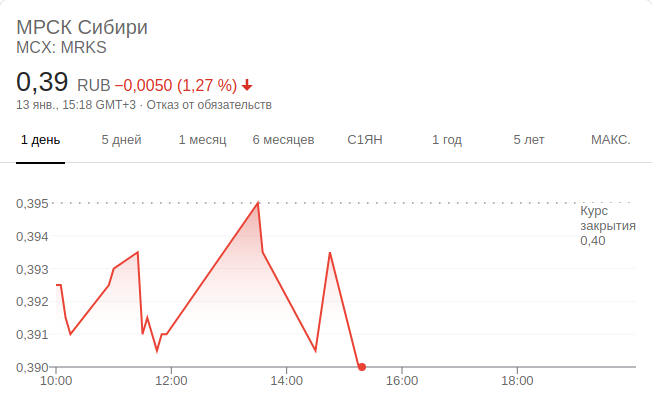 МРСК Сибири
MCX: MRKS
0,39 RUB −0,0050 (1,27 %)
13 янв., 15:18 GMT+3 · Отказ от обязательств
1 день 5 дней 1 месяц 6 месяцев С1ЯН 1 год 5 лет МАКС.
0,395
Курс
закрытия
0,40
0,394
0,393
0,392
0,391
0,390
10:00 12:00 14:00 16:00 18:00